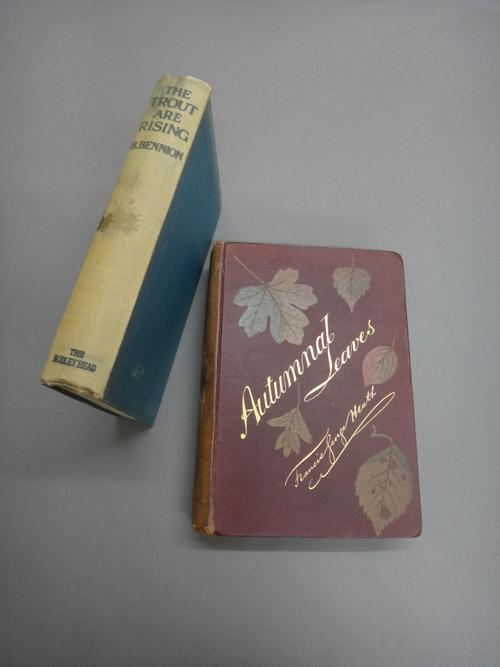 THE
TROUT
ARE
RISING
B. BENNION
THE
BODLEY HEAD
Autumnal
Leaves
Francis George Heath